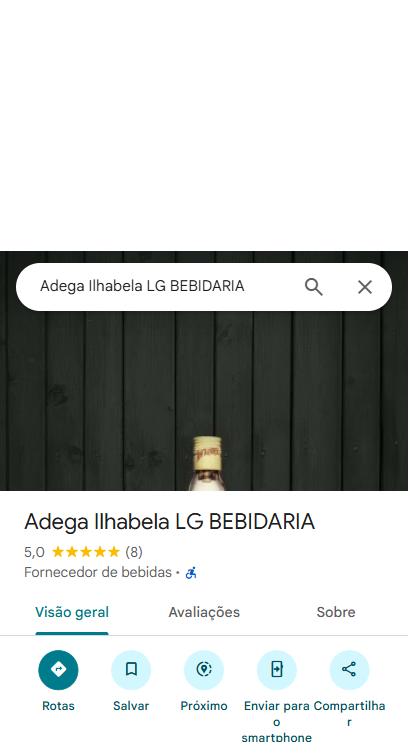 Adega Ilhabela LG BEBIDARIA
Adega Ilhabela LG BEBIDARIA
5,0 ★★★★★ (8)
Fornecedor de bebidas •
Visão geral Avaliações Sobre
Rotas Salvar Próximo Enviar para o smartphone Compartilhar